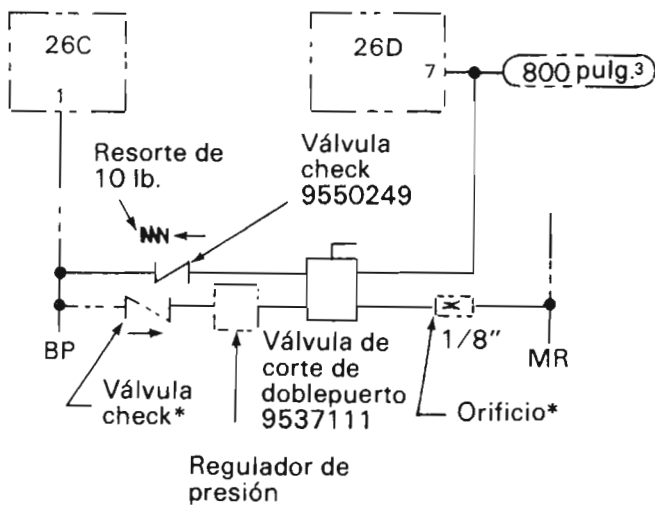 26C
1
26D
7
800 pulg.³
Resorte de
10 lb.
Válvula
check
9550249
BP
Válvula
check*
Válvula de
corte de
doblepuerto
9537111
1/8"
MR
Orificio*
Regulador de
presión